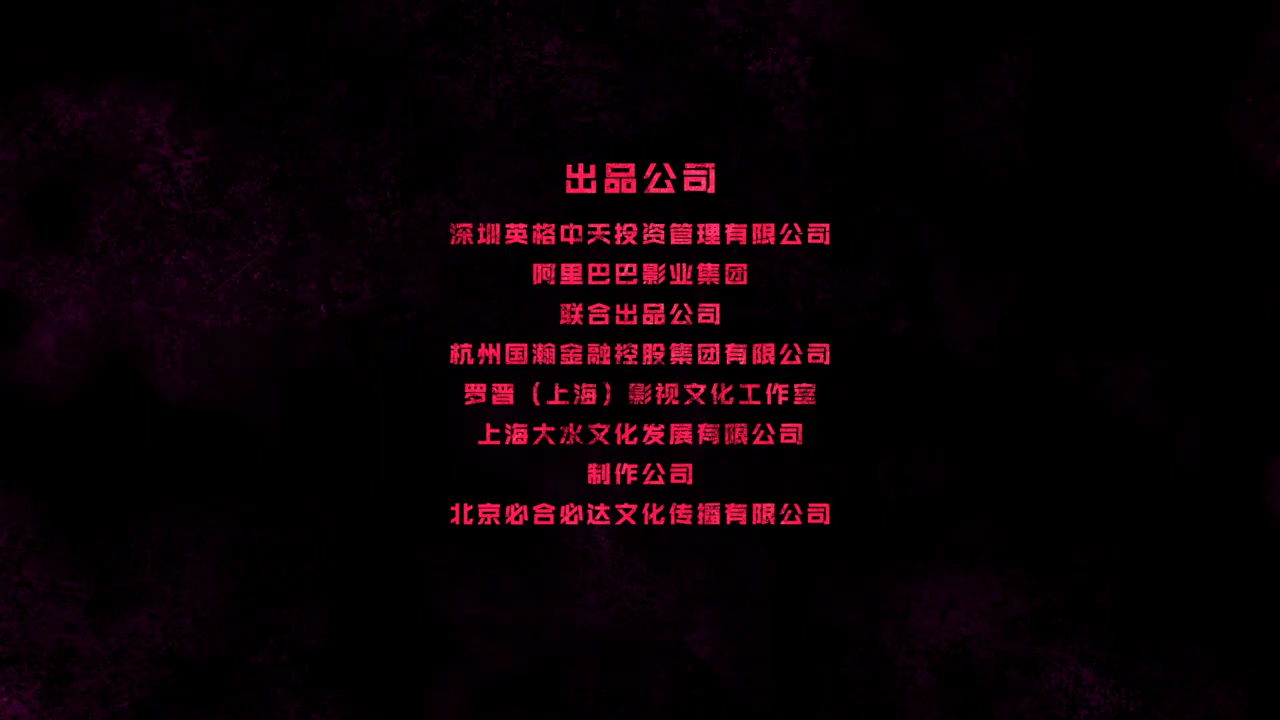 出品公司
深圳英格中天投资管理有限公司
阿里巴巴影业集团
联合出品公司
杭州国瀚金融控股集团有限公司
罗晋（上海）影视文化工作室
上海大水文化发展有限公司
制作公司
北京必合必达文化传播有限公司